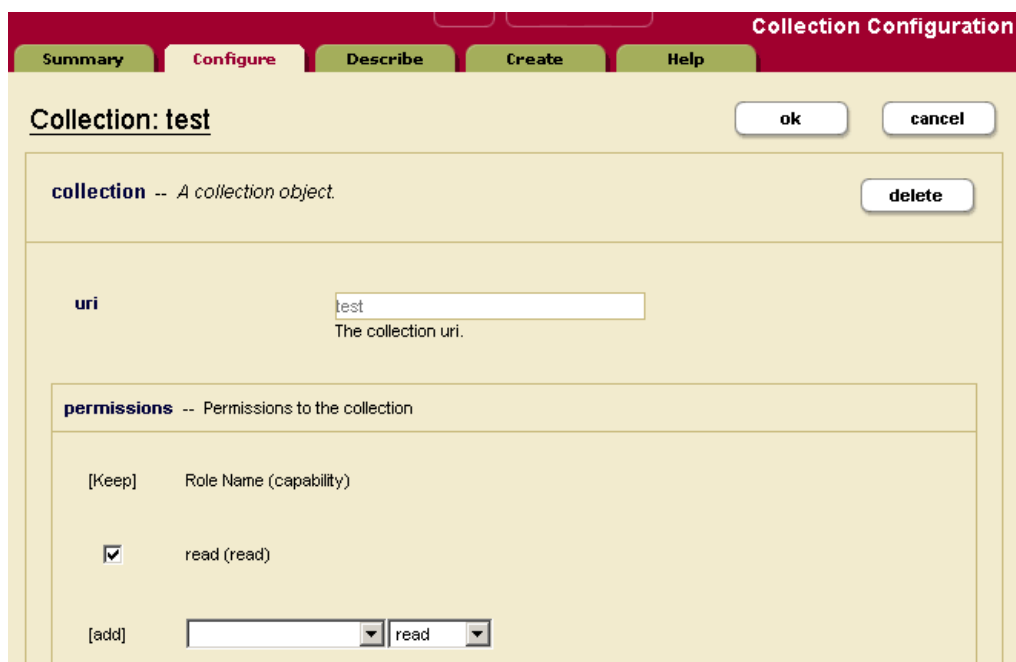 Collection Configuration
Summary Configure Describe Create Help
Collection: test ok cancel
collection -- A collection object. delete
uri test
The collection uri.
permissions -- Permissions to the collection
[Keep] Role Name (capability)
read (read)
[add] read